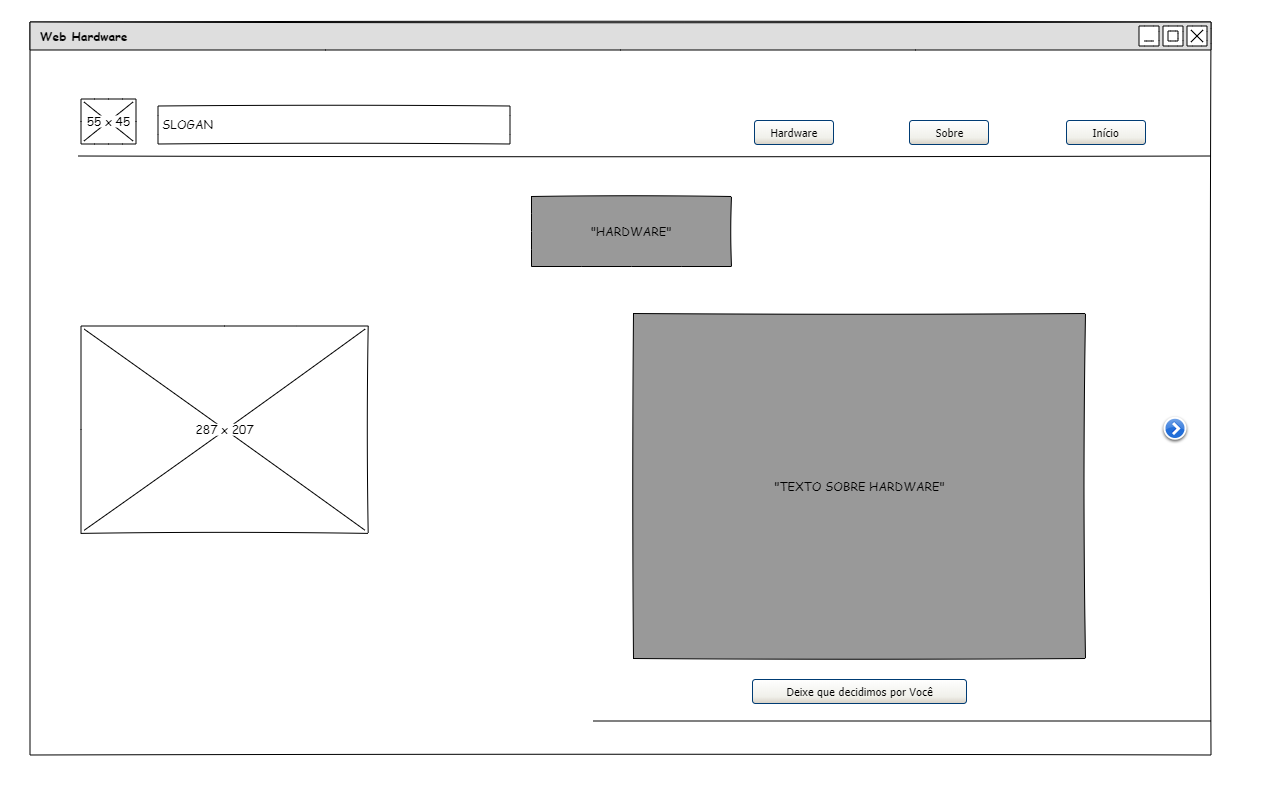 Web Hardware
55 x 45
SLOGAN
Hardware
Sobre
Início
"HARDWARE"
287 x 207
"TEXTO SOBRE HARDWARE"
Deixe que decidimos por Você